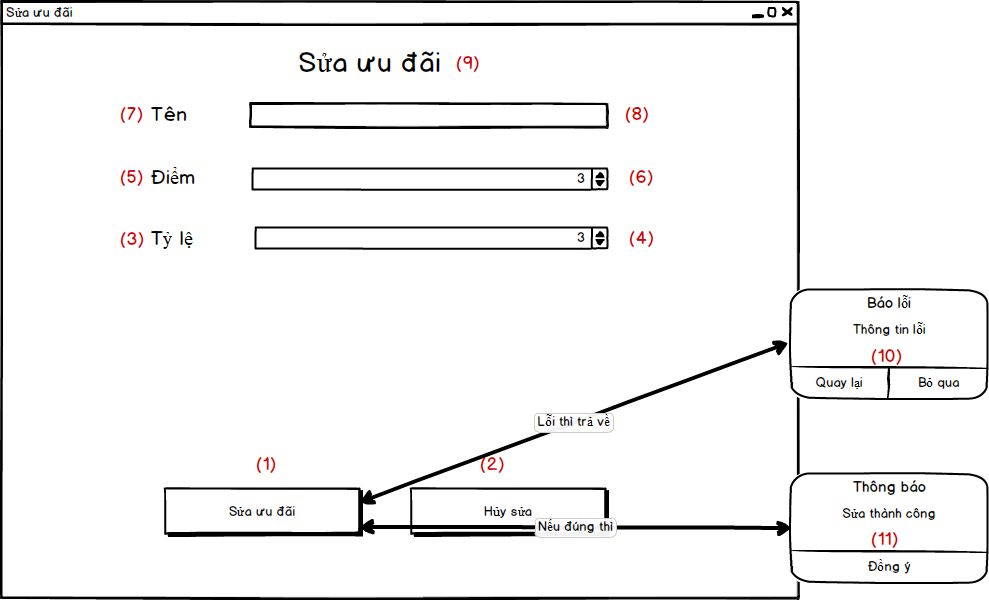 Sửa ưu đãi
Sửa ưu đãi (9)
(7) Tên (8)
(5) Điểm 3 (6)
(3) Tỷ lệ 3 (4)
Báo lỗi
Thông tin lỗi
(10)
Quay lại Bỏ qua
Lỗi thì trả về
(1) (2)
Sửa ưu đãi Hủy sửa
Nếu đúng thì
Thông báo
Sửa thành công
(11)
Đồng ý